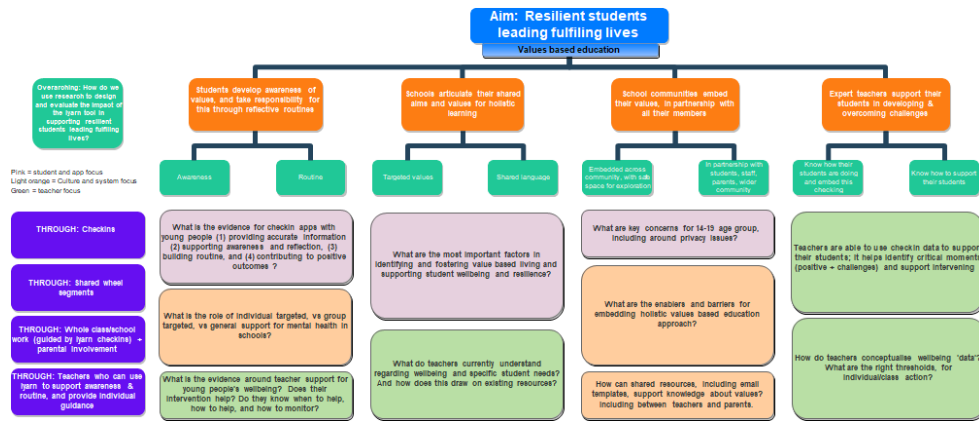 Aim: Resilient students
leading fulfiling lives
Values based education
Overarching: How do we
use research to design
and evaluate the impact of
the iyarn tool in
supporting resilient
students leading fulfiling
lives?
Students develop awareness of
values, and take responsibility for
this through reflective routines
Schools articulate their shared
aims and values for holistic
learning
School communities embed
their values, in partnership with
all their members
Expert teachers support their
students in developing &
overcoming challenges
Pink = student and app focus
Light orange = Culture and system focus
Green = teacher focus
Awareness
Routine
Targeted values
Shared language
Embedded across
community, with safe
space for exploration
In partnership with
students, staff,
parents, wider
community
Know how their
students are doing
and embed this
checking
Know how to support
their students
THROUGH: Checkins
THROUGH: Shared wheel
segments
THROUGH: Whole class/school
work (guided by iyarn checkins) +
parental involvement
THROUGH: Teachers who can use
iyarn to support awareness &
routine, and provide individual
guidance
What is the evidence for checkin apps with
young people (1) providing accurate information
(2) supporting awareness and reflection, (3)
building routine, and (4) contributing to positive
outcomes ?
What is the role of individual targeted, vs group
targeted, vs general support for mental health in
schools?
What is the evidence around teacher support for
young people's wellbeing? Does their
intervention help? Do they know when to help,
how to help, and how to monitor?
What are the most important factors in
identifying and fostering value based living and
supporting student wellbeing and resilience?
What do teachers currently understand
regarding wellbeing and specific student needs?
And how does this draw on existing resources?
What are key concerns for 14-19 age group,
including around privacy issues?
What are the enablers and barriers for
embedding holistic values based education
approach?
How can shared resources, including email
templates, support knowledge about values?
Including between teachers and parents.
Teachers are able to use checkin data to support
their students; it helps identify critical moments
(positive + challenges) and support intervening
How do teachers conceptualise wellbeing 'data'?
What are the right thresholds, for
individual/class action?